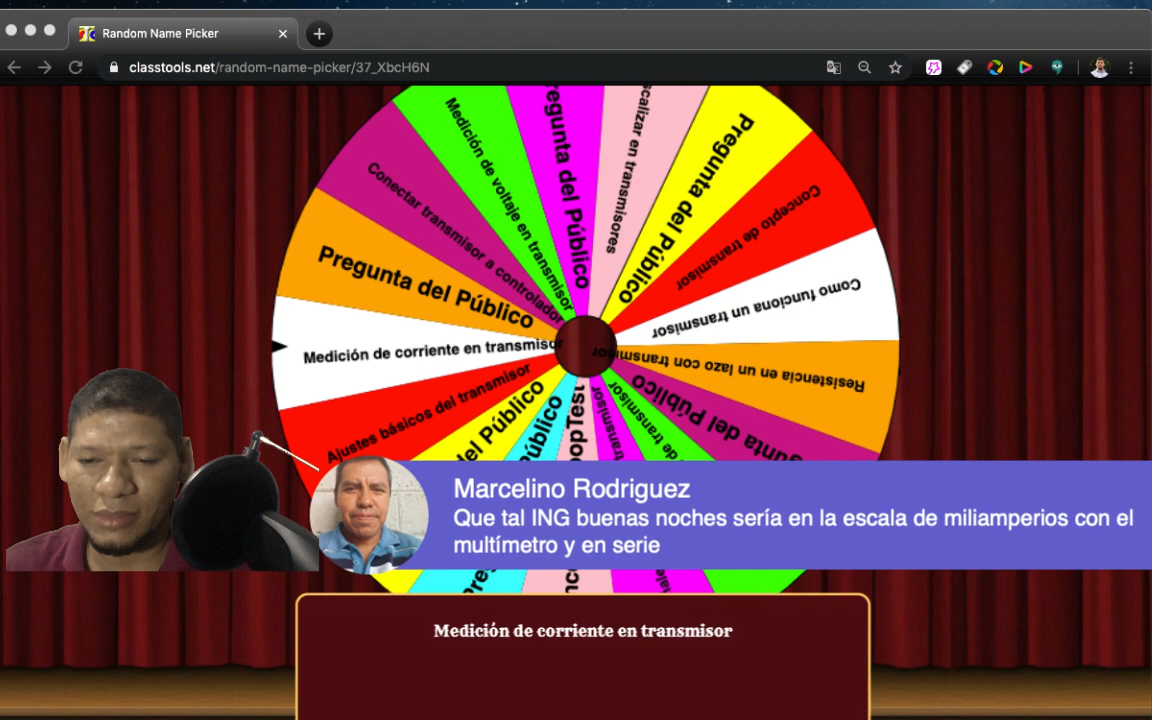 Random Name Picker
classtools.net/random-name-picker/37_XbcH6N
Medición de voltaje en transmisor
Pregunta del Público
Conectar transmisor a controlador
en transmisores
Concepto de transmisor
Pregunta del Público
Como funciona un transmisor
Pregunta del Público
Medición de corriente en transmisor
Resistencia en un lazo con transmisor
Ajustes básicos del transmisor
del Público
Público
Marcelino Rodriguez
Que tal ING buenas noches sería en la escala de miliamperios con el
multímetro y en serie
Medición de corriente en transmisor